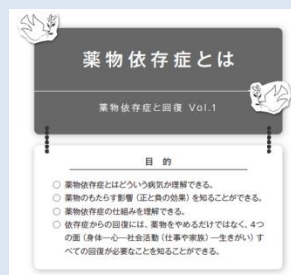 薬物依存症とは
薬物依存症と回復 Vol.1
目 的
○ 薬物依存症とはどういう病気か理解できる。
○ 薬物のもたらす影響(正と負の効果)を知ることができる。
○ 薬物依存症の仕組みを理解できる。
○ 依存症からの回復には、薬物をやめるだけではなく、4つ
の面(身体―心―社会活動(仕事や家族)―生きがい)す
べての回復が必要なことを知ることができる。